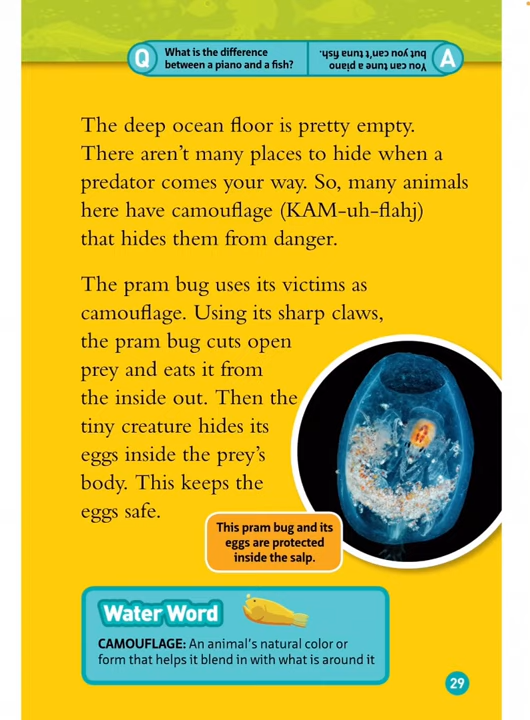 Q
What is the difference
between a piano and a fish?
You can tune a piano
but you can't tuna fish.
A
The deep ocean floor is pretty empty.
There aren't many places to hide when a
predator comes your way. So, many animals
here have camouflage (KAM-uh-flahj)
that hides them from danger.
The pram bug uses its victims as
camouflage. Using its sharp claws,
the pram bug cuts open
prey and eats it from
the inside out. Then the
tiny creature hides its
eggs inside the prey's
body. This keeps the
eggs safe.
This pram bug and its
eggs are protected
inside the salp.
Water Word
CAMOUFLAGE: An animal's natural color or
form that helps it blend in with what is around it
29